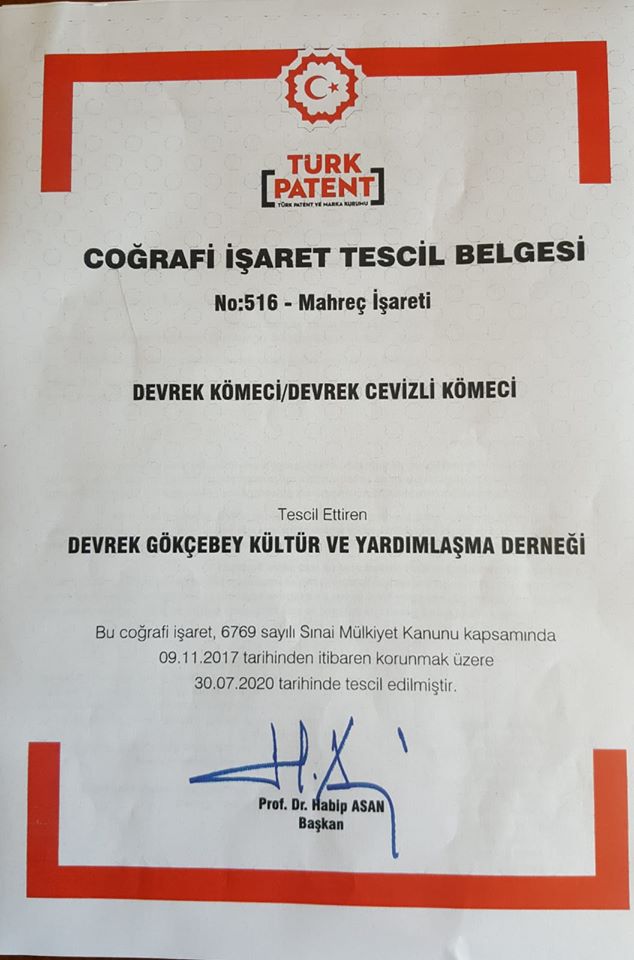 TÜRK
PATENT
TÜRK PATENT VE MARKA KURUMU
COĞRAFİ İŞARET TESCİL BELGESİ
No:516 - Mahreç İşareti
DEVREK KÖMECİ/DEVREK CEVİZLİ KÖMECİ
Tescil Ettiren
DEVREK GÖKÇEBEY KÜLTÜR VE YARDIMLAŞMA DERNEĞİ
Bu coğrafi işaret, 6769 sayılı Sınai Mülkiyet Kanunu kapsamında
09.11.2017 tarihinden itibaren korunmak üzere
30.07.2020 tarihinde tescil edilmiştir.
H.A
Prof. Dr. Habip ASAN
Başkan